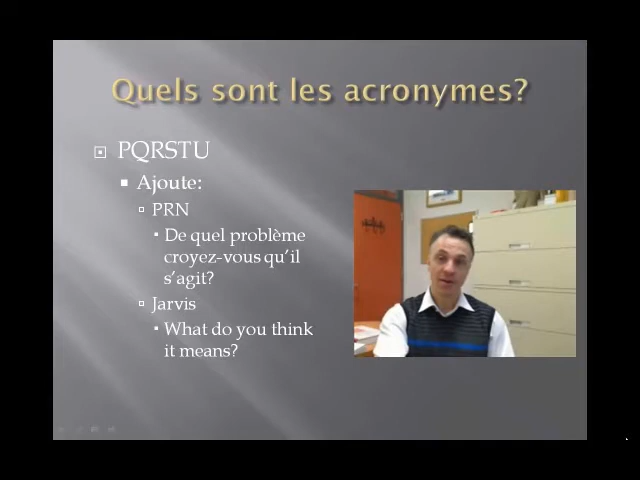 Quels sont les acronymes?
PQRSTU
Ajoute:
PRN
De quel problème
croyez-vous qu'il
s'agit?
Jarvis
What do you think
it means?